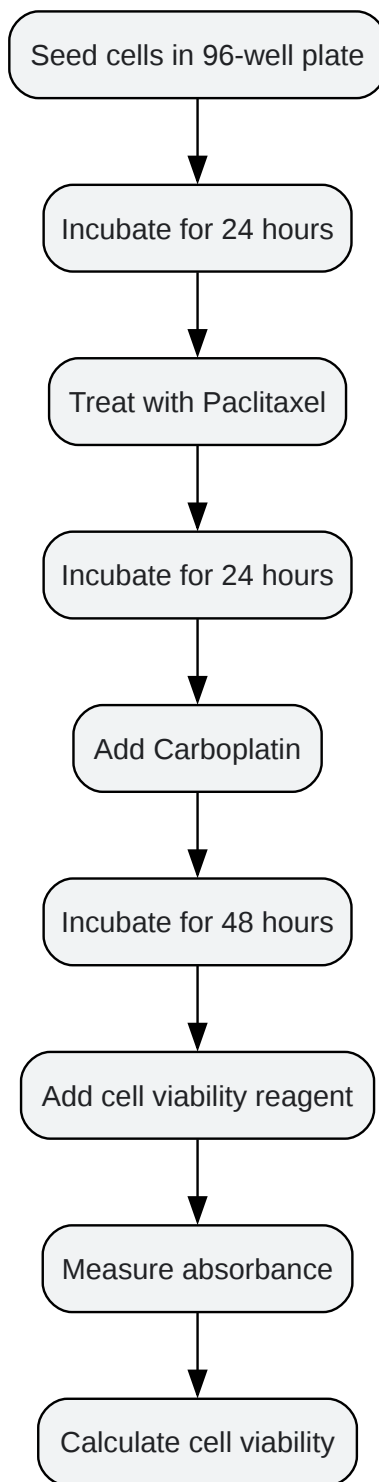 Seed cells in 96-well plate
Incubate for 24 hours
Treat with Paclitaxel
Incubate for 24 hours
Add Carboplatin
Incubate for 48 hours
Add cell viability reagent
Measure absorbance
Calculate cell viability